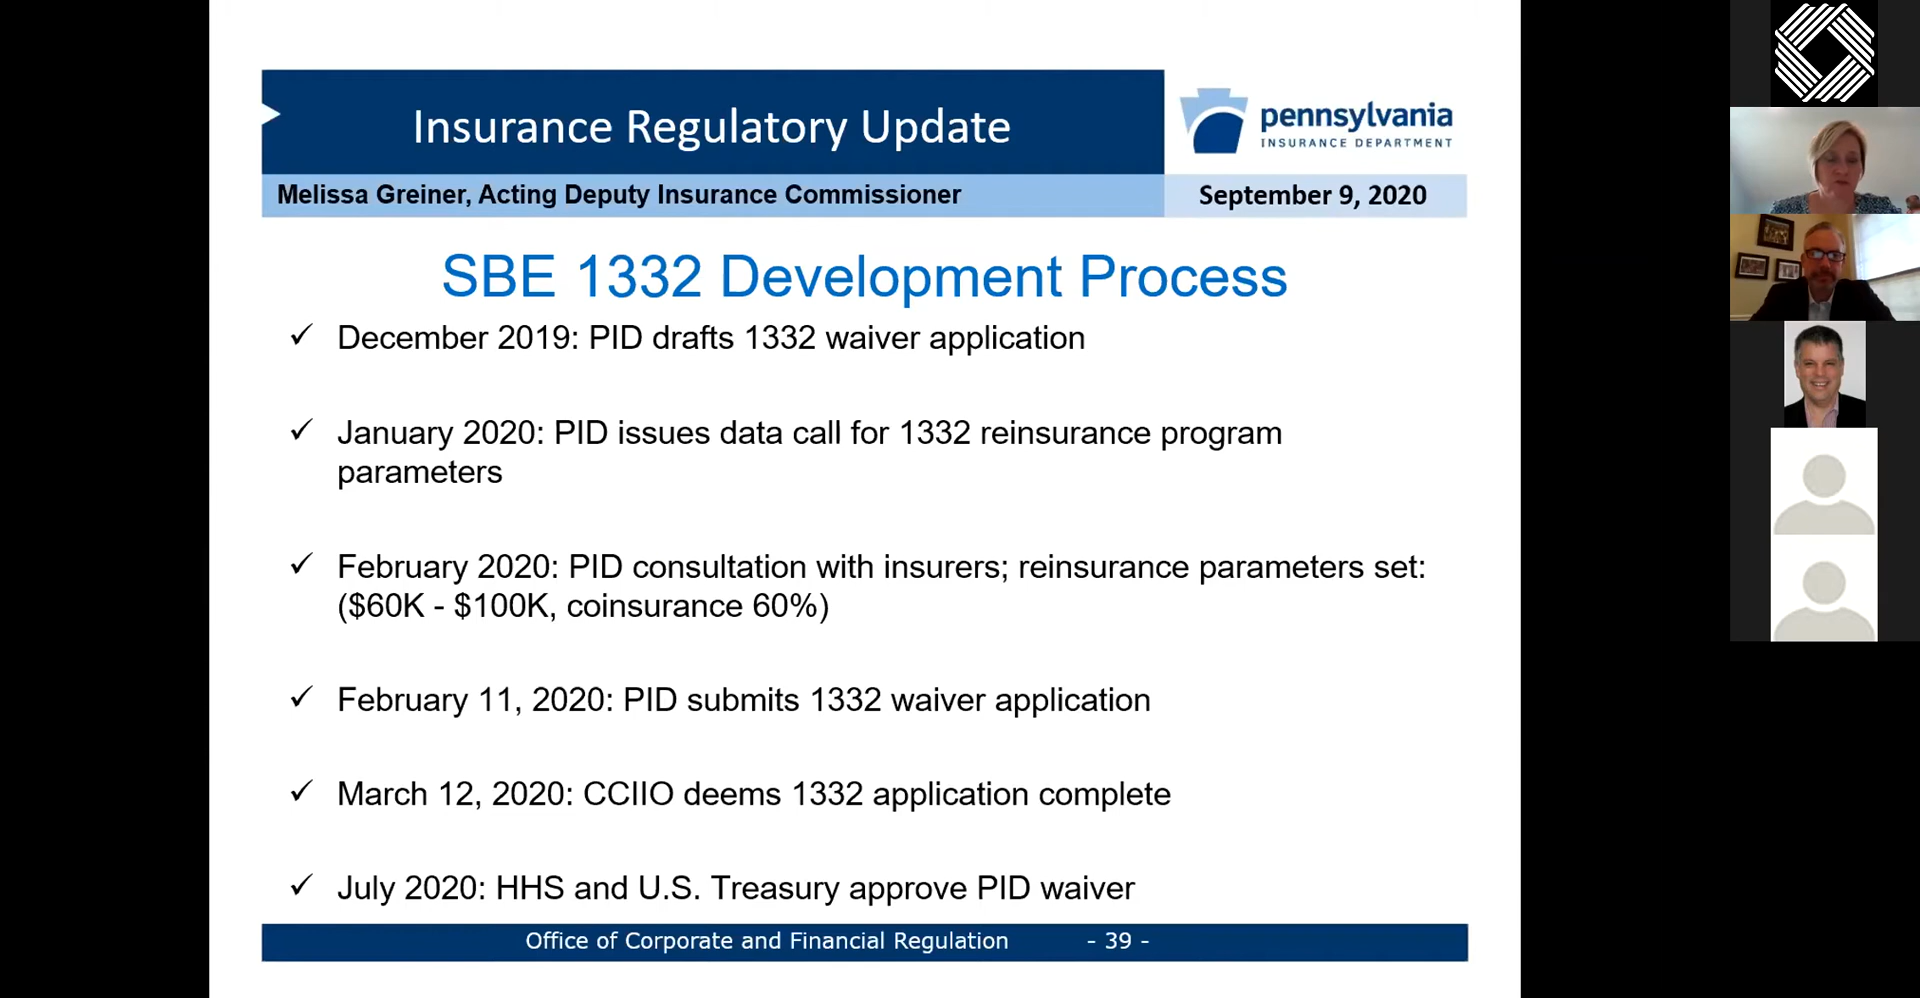 Insurance Regulatory Update
pennsylvania
INSURANCE DEPARTMENT
Melissa Greiner, Acting Deputy Insurance Commissioner
September 9, 2020
SBE 1332 Development Process
✓ December 2019: PID drafts 1332 waiver application
✓ January 2020: PID issues data call for 1332 reinsurance program
parameters
✓ February 2020: PID consultation with insurers; reinsurance parameters set:
($60K - $100K, coinsurance 60%)
✓ February 11, 2020: PID submits 1332 waiver application
✓ March 12, 2020: CCIIO deems 1332 application complete
✓ July 2020: HHS and U.S. Treasury approve PID waiver
Office of Corporate and Financial Regulation - 39 -